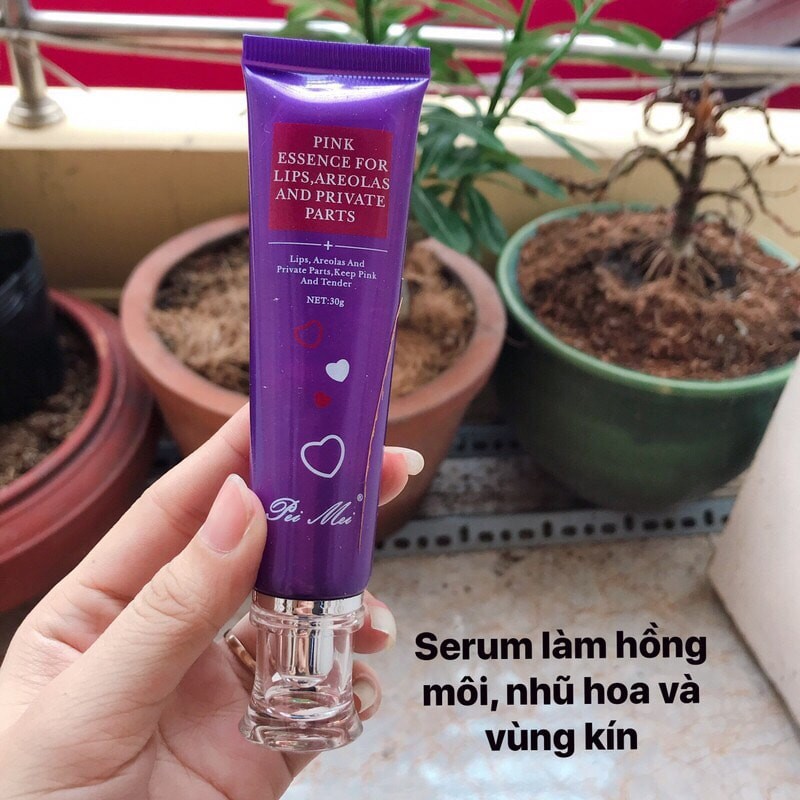 PINK
ESSENCE FOR
LIPS,AREOLAS
AND PRIVATE
PARTS
Lips, Areolas And
Private Parts,Keep Pink
And Tender
NET:30g
Pei Mei®
Serum làm hồng
môi, nhũ hoa và
vùng kín